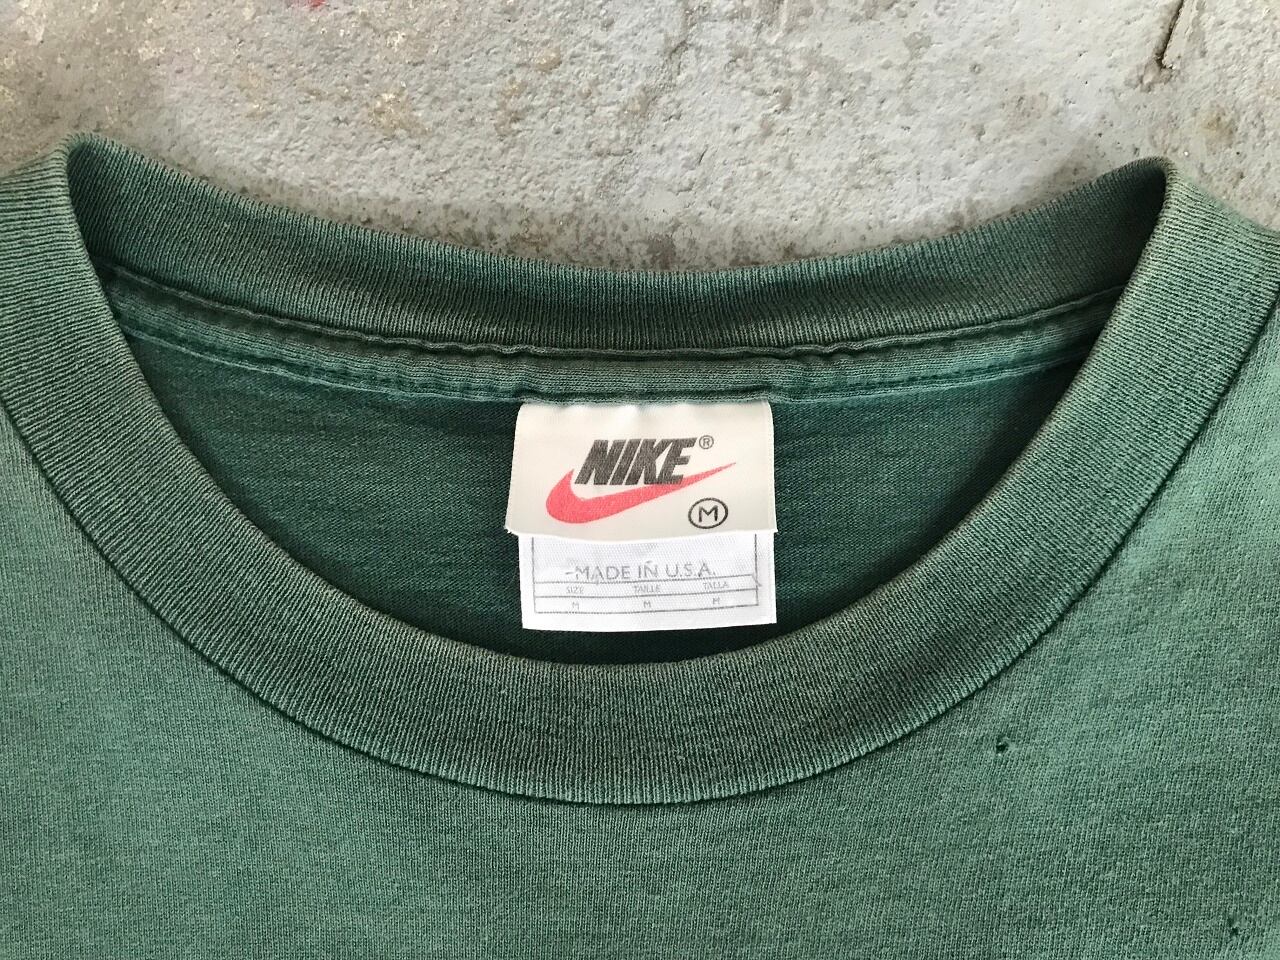 NIKE®
M
MADE IN U.S.A.
SIZE TAILLE TALLA
M M M